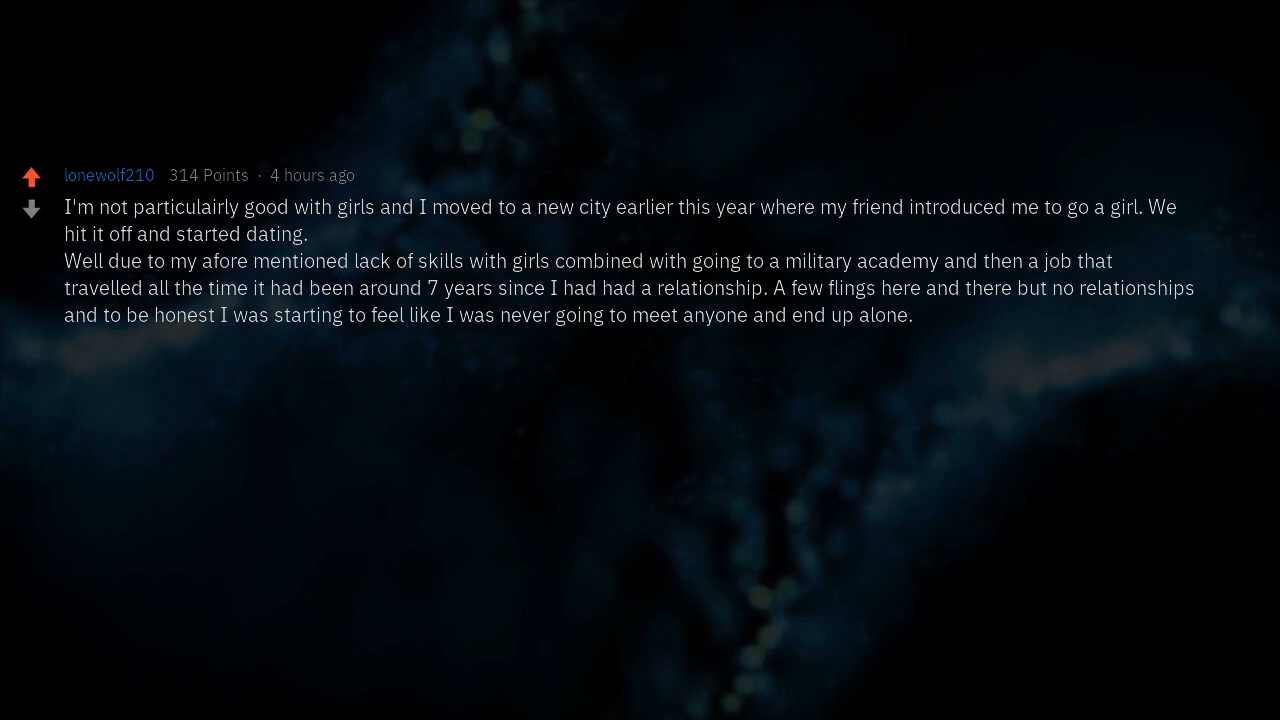 lonewolf210 314 Points · 4 hours ago
I'm not particulairly good with girls and I moved to a new city earlier this year where my friend introduced me to go a girl. We
hit it off and started dating.
Well due to my afore mentioned lack of skills with girls combined with going to a military academy and then a job that
travelled all the time it had been around 7 years since I had had a relationship. A few flings here and there but no relationships
and to be honest I was starting to feel like I was never going to meet anyone and end up alone.